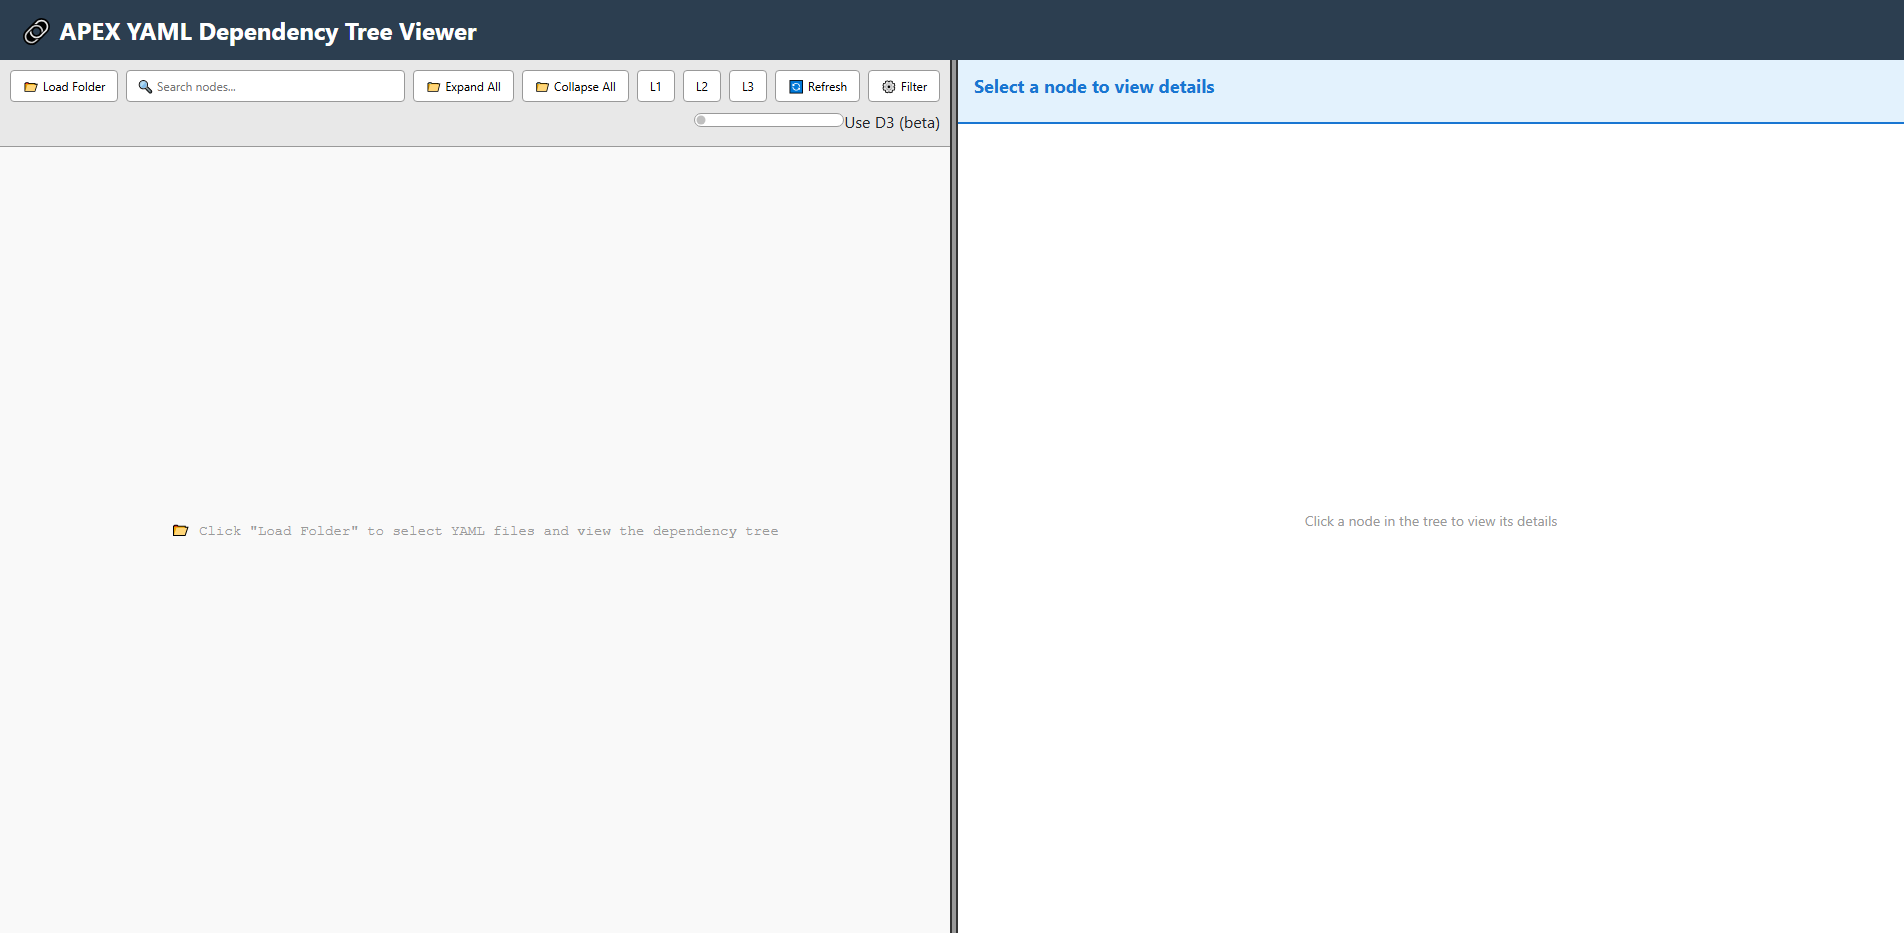 APEX YAML Dependency Tree Viewer
Load Folder
Search nodes...
Expand All
Collapse All
L1
L2
L3
Refresh
Filter
Use D3 (beta)
Click "Load Folder" to select YAML files and view the dependency tree
Select a node to view details
Click a node in the tree to view its details